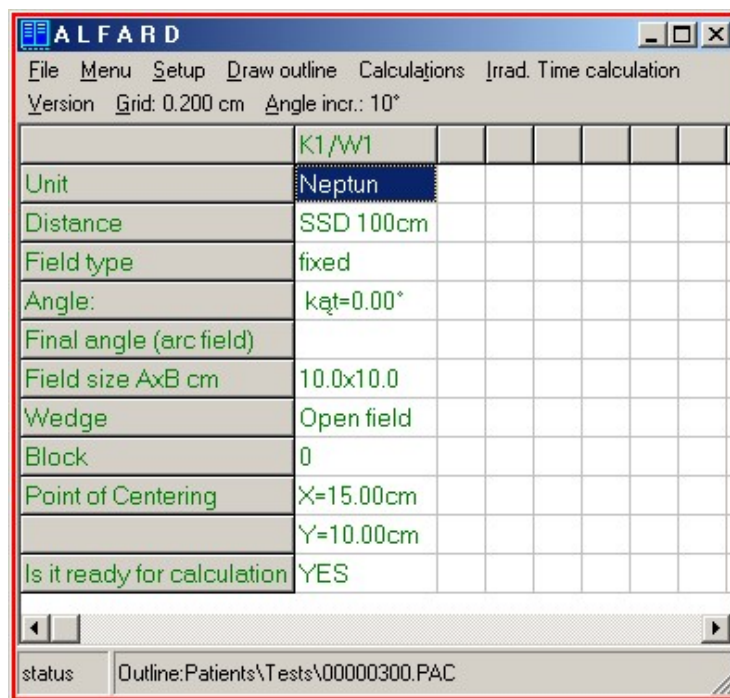 ALFARD
File Menu Setup Draw outline Calculations Irrad. Time calculation
Version Grid: 0.200 cm Angle incr.: 10°
K1/W1
Unit Neptun
Distance SSD 100cm
Field type fixed
Angle: kąt=0.00°
Final angle (arc field)
Field size AxB cm 10.0x10.0
Wedge Open field
Block 0
Point of Centering X=15.00cm
Y=10.00cm
Is it ready for calculation YES
status Outline:Patients\Tests\00000300.PAC